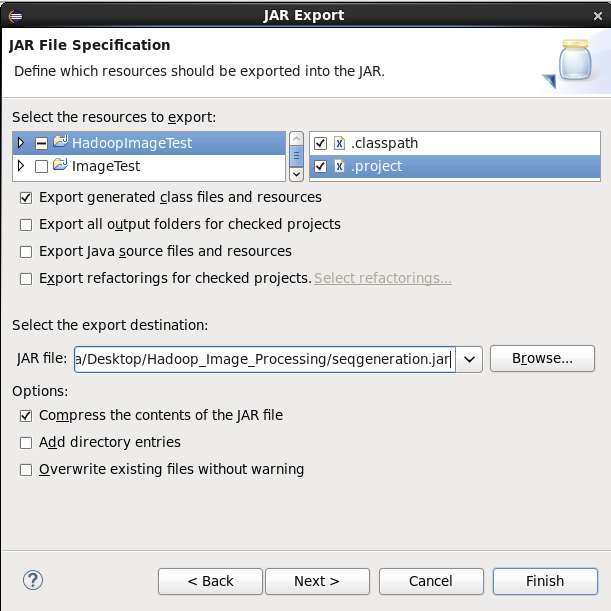 JAR Export
JAR File Specification
Define which resources should be exported into the JAR.
Select the resources to export:
HadoopImageTest
ImageTest
.classpath
.project
Export generated class files and resources
Export all output folders for checked projects
Export Java source files and resources
Export refactorings for checked projects. Select refactorings...
Select the export destination:
JAR file: a/Desktop/Hadoop_Image_Processing/seqgeneration.jar Browse...
Options:
Compress the contents of the JAR file
Add directory entries
Overwrite existing files without warning
? < Back Next > Cancel Finish